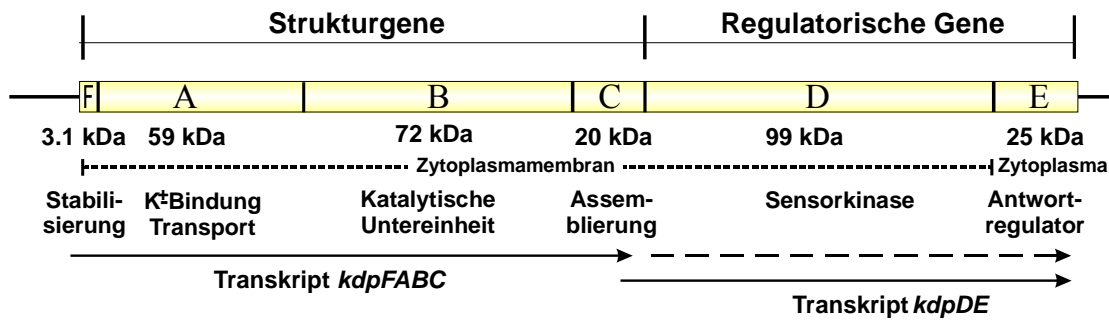 Strukturgene Regulatorische Gene
F A B C D E
3.1 kDa 59 kDa 72 kDa 20 kDa 99 kDa 25 kDa
Zytoplasmamembran Zytoplasma
Stabili- K±Bindung Katalytische Assem- Sensorkinase Antwort-
sierung Transport Untereinheit blierung regulator
Transkript kdpFABC
Transkript kdpDE